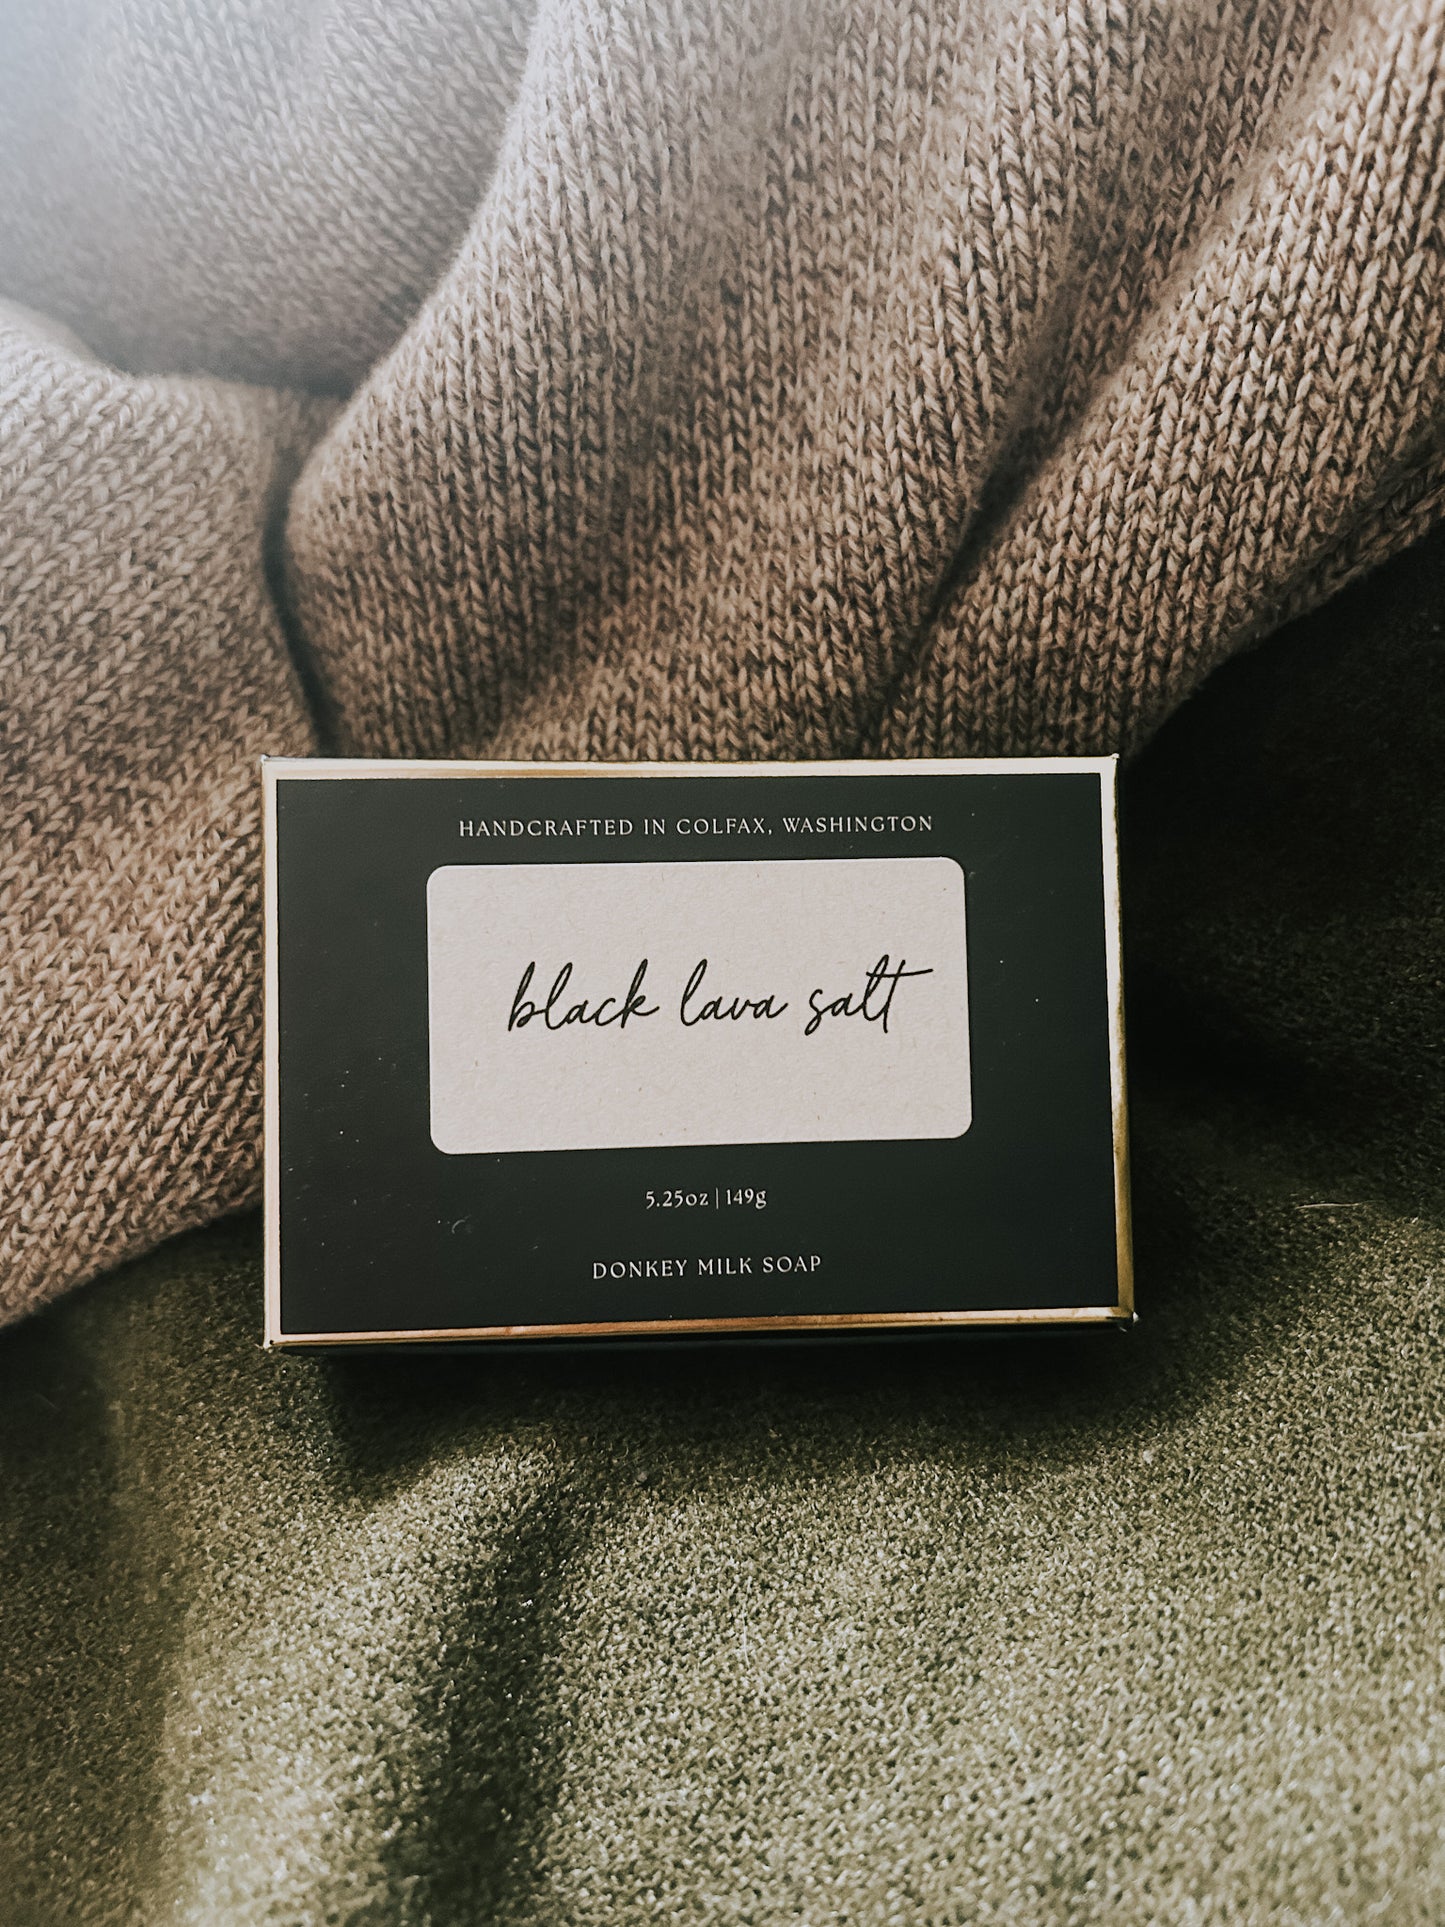 HANDCRAFTED IN COLFAX, WASHINGTON
black lava salt
5.25oz | 149g
DONKEY MILK SOAP